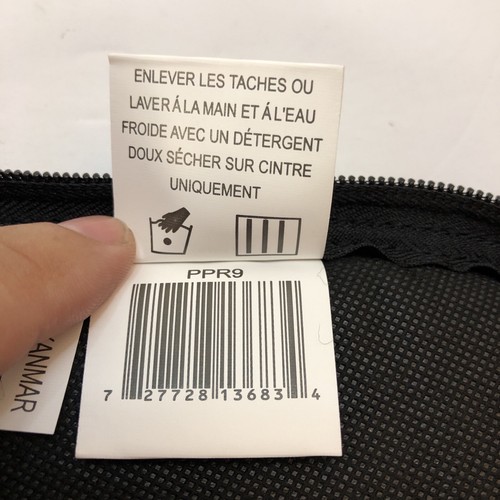 ENLEVER LES TACHES OU
LAVER Á LA MAIN ET Á L'EAU
FROIDE AVEC UN DÉTERGENT
DOUX SÉCHER SUR CINTRE
UNIQUEMENT
PPR9
7 27728 13683 4